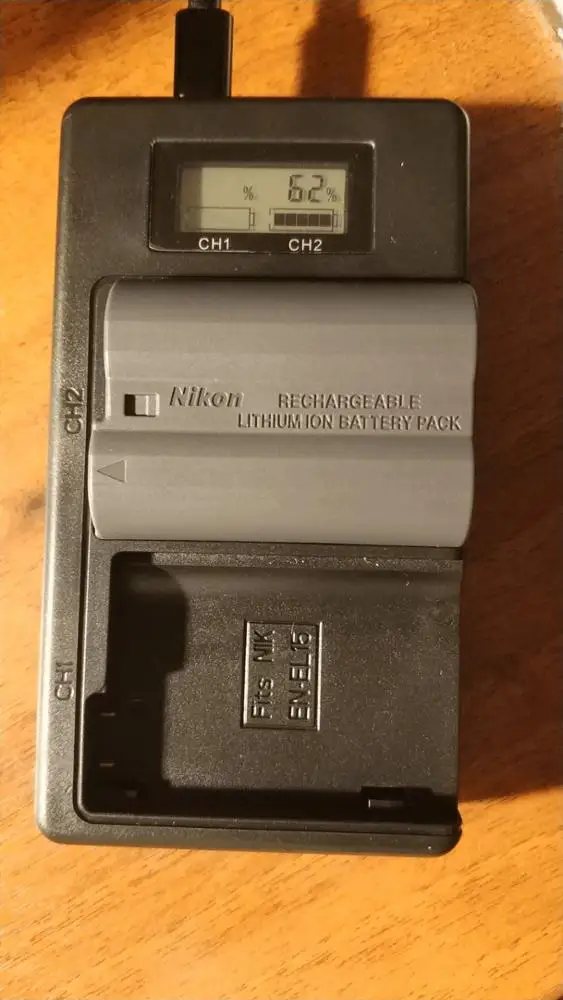 % 62%
CH1 CH2
CH2
Nikon
RECHARGEABLE
LITHIUM ION BATTERY PACK
CH1
Fits NIK
EN-EL15